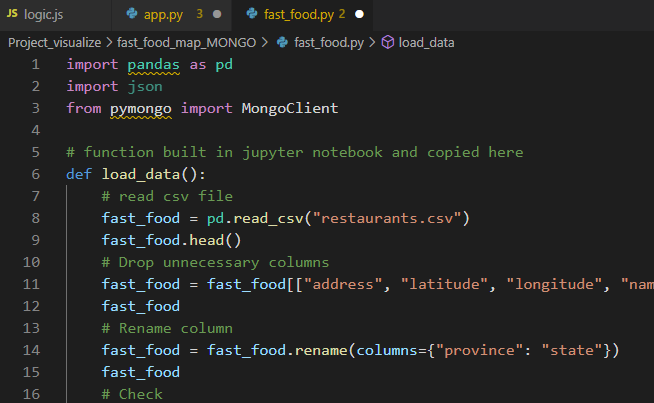 JS logic.js app.py 3 fast_food.py 2
Project_visualize > fast_food_map_MONGO > fast_food.py > load_data
1 import pandas as pd
2 import json
3 from pymongo import MongoClient
4
5 # function built in jupyter notebook and copied here
6 def load_data():
7 # read csv file
8 fast_food = pd.read_csv("restaurants.csv")
9 fast_food.head()
10 # Drop unnecessary columns
11 fast_food = fast_food[["address", "latitude", "longitude", "nam
12 fast_food
13 # Rename column
14 fast_food = fast_food.rename(columns={"province": "state"})
15 fast_food
16 # Check